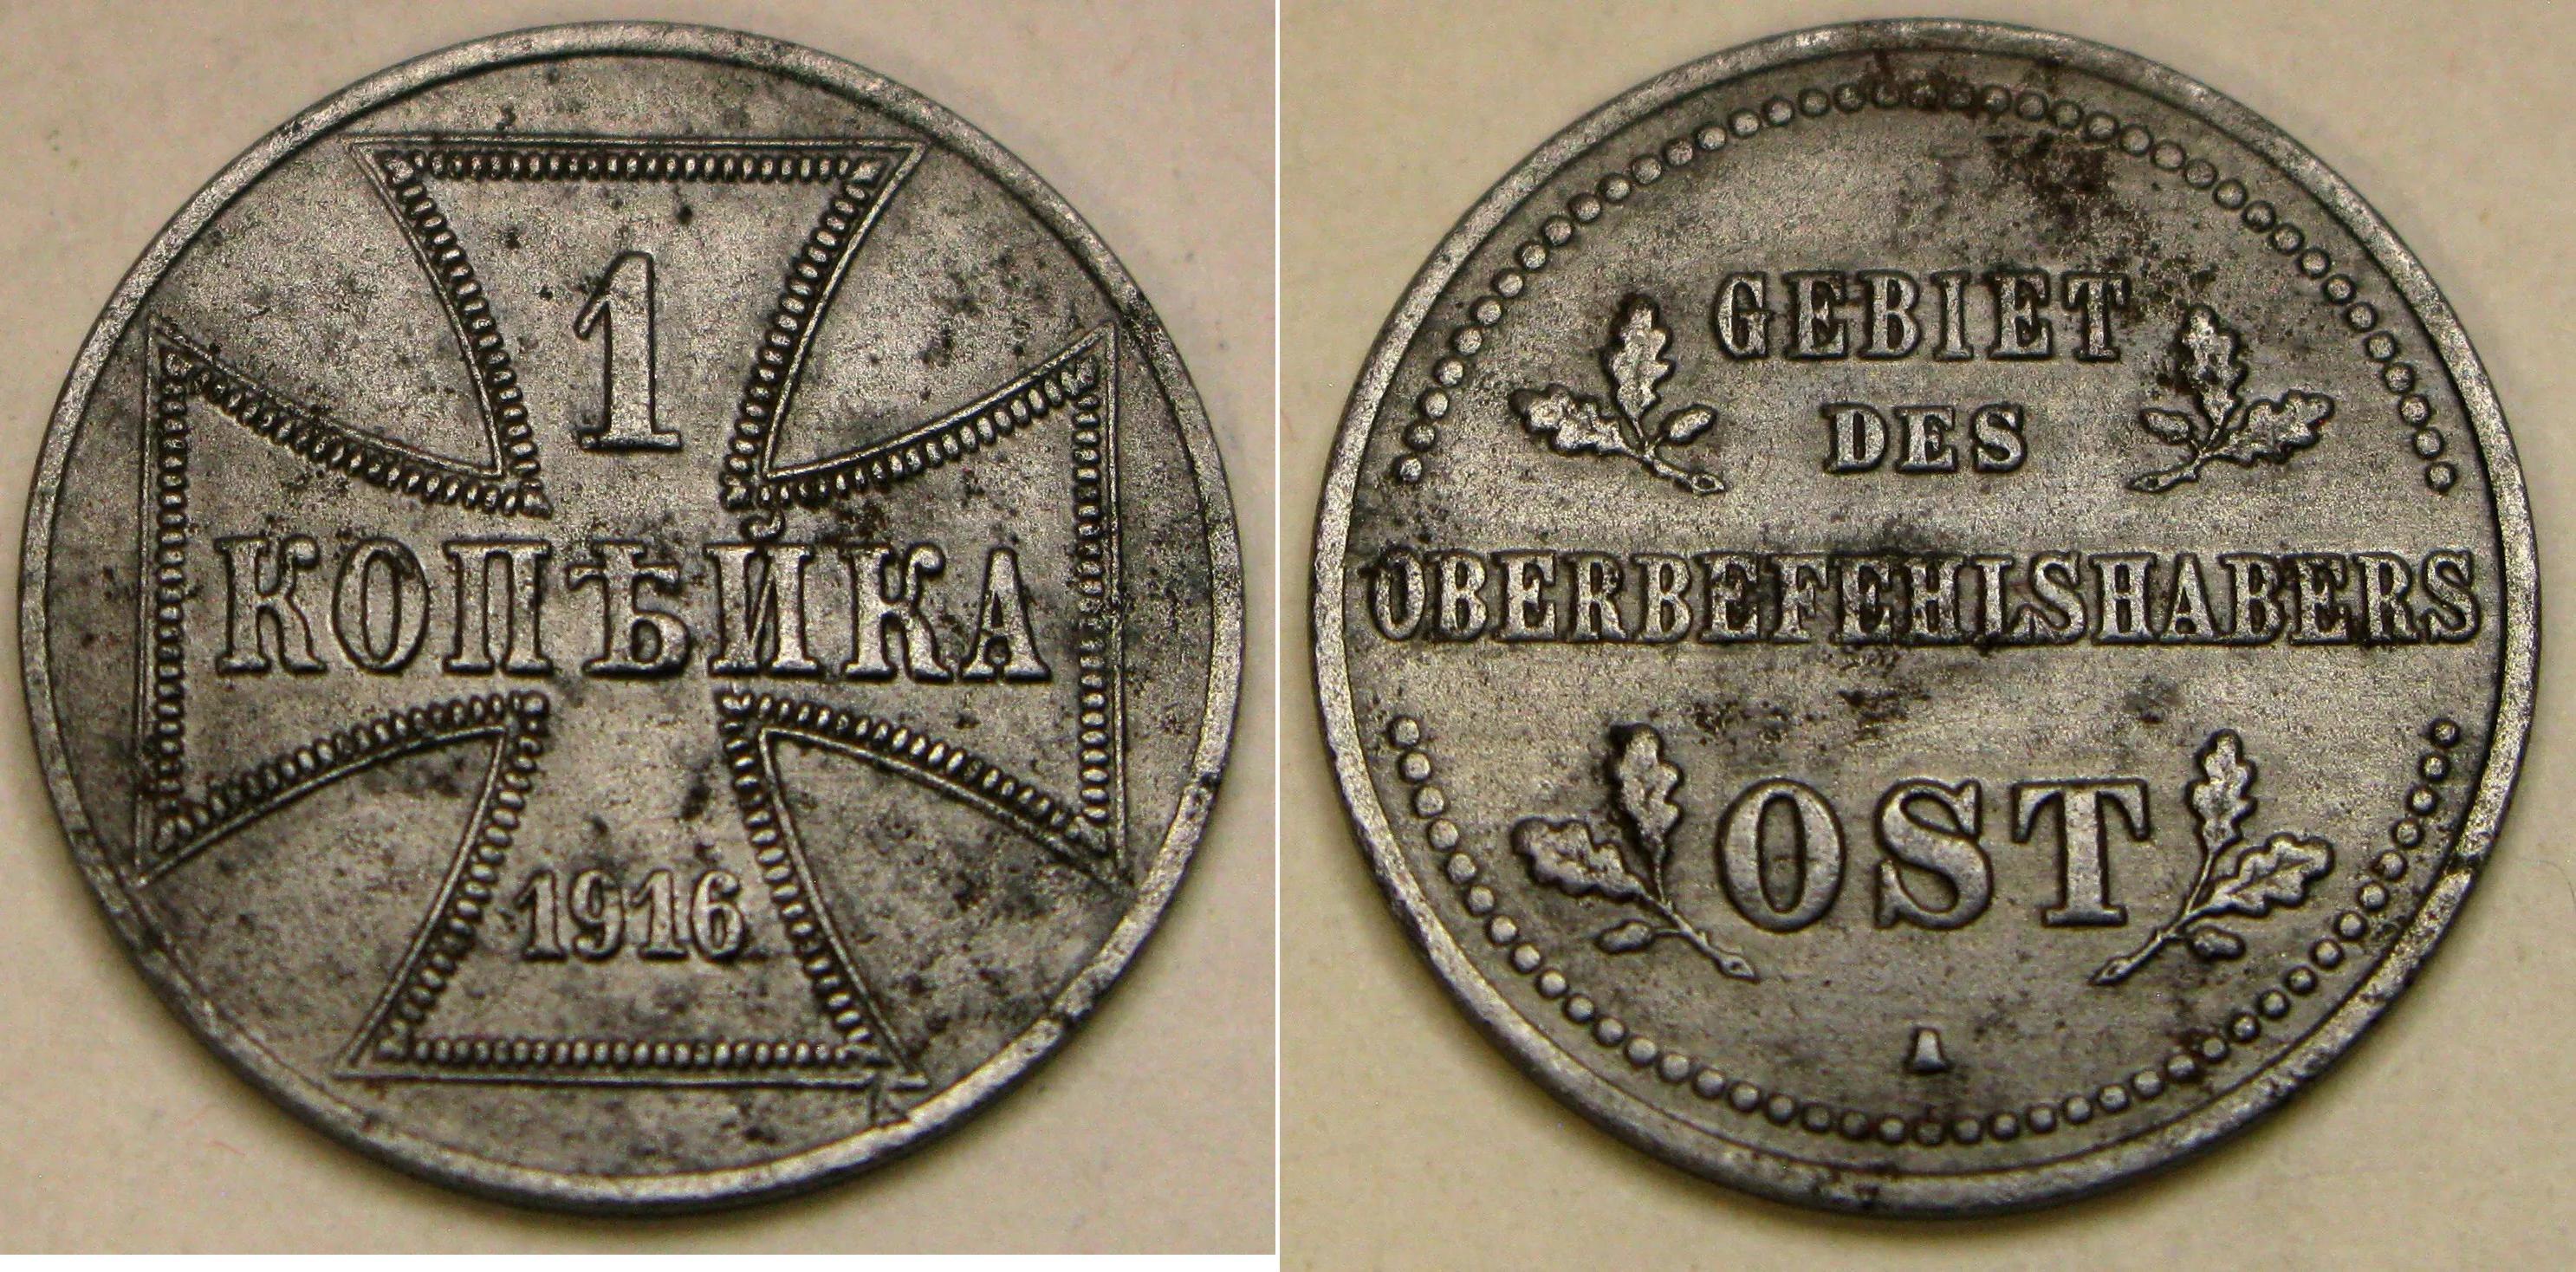 1
КОПѢЙКА
1916
GEBIET
DES
OBERBEFEHLSHABERS
OST
A